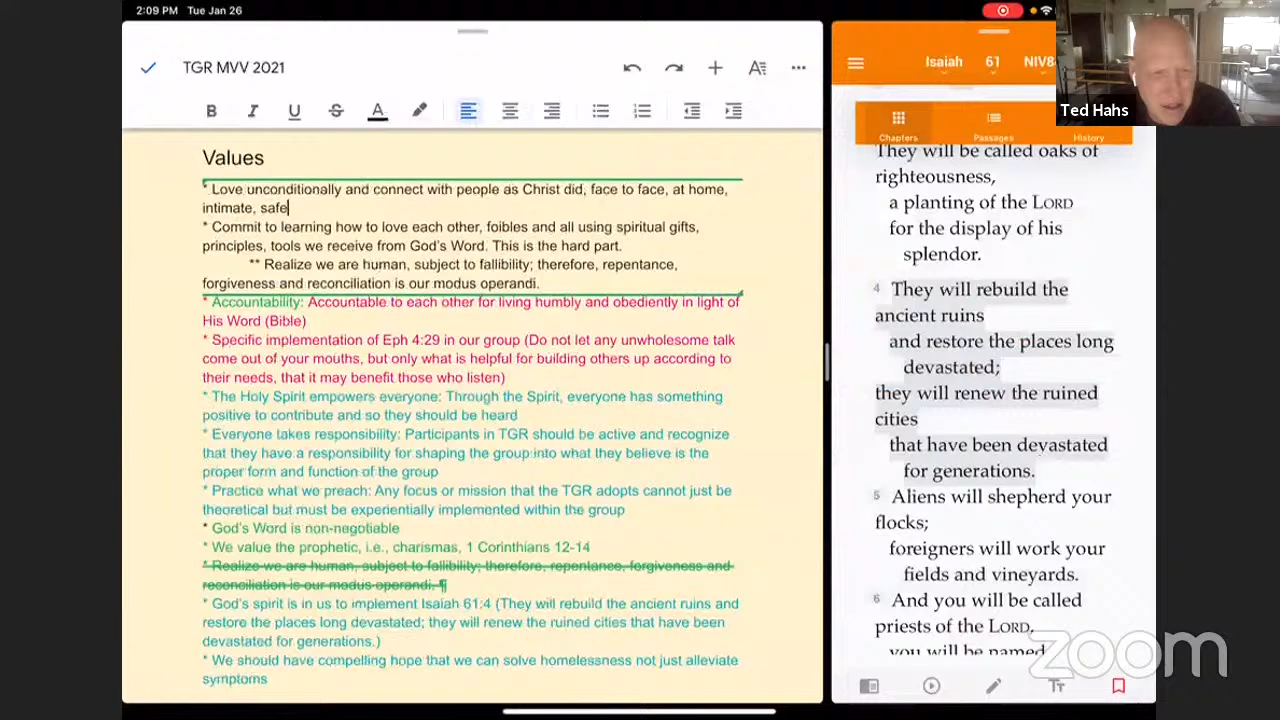 2:09 PM Tue Jan 26
TGR MVV 2021
B I U S A
Values
* Love unconditionally and connect with people as Christ did, face to face, at home,
intimate, safe
* Commit to learning how to love each other, foibles and all using spiritual gifts,
principles, tools we receive from God's Word. This is the hard part.
** Realize we are human, subject to fallibility; therefore, repentance,
forgiveness and reconciliation is our modus operandi.
* Accountability: Accountable to each other for living humbly and obediently in light of
His Word (Bible)
* Specific implementation of Eph 4:29 in our group (Do not let any unwholesome talk
come out of your mouths, but only what is helpful for building others up according to
their needs, that it may benefit those who listen)
* The Holy Spirit empowers everyone: Through the Spirit, everyone has something
positive to contribute and so they should be heard
* Everyone takes responsibility: Participants in TGR should be active and recognize
that they have a responsibility for shaping the group into what they believe is the
proper form and function of the group
* Practice what we preach: Any focus or mission that the TGR adopts cannot just be
theoretical but must be experientially implemented within the group
* God's Word is non-negotiable
* We value the prophetic, i.e., charismas, 1 Corinthians 12-14
* Realize we are human, subject to fallibility; therefore, repentance, forgiveness and
reconciliation is our modus operandi. ¶
* God's spirit is in us to implement Isaiah 61:4 (They will rebuild the ancient ruins and
restore the places long devastated; they will renew the ruined cities that have been
devastated for generations.)
* We should have compelling hope that we can solve homelessness not just alleviate
symptoms
Isaiah 61 NIV8
Chapters Passages History
They will be called oaks of
righteousness,
a planting of the LORD
for the display of his
splendor.
4 They will rebuild the
ancient ruins
and restore the places long
devastated;
they will renew the ruined
cities
that have been devastated
for generations.
5 Aliens will shepherd your
flocks;
foreigners will work your
fields and vineyards.
6 And you will be called
priests of the LORD,
you will be named
Tт
Ted Hahs
zoom